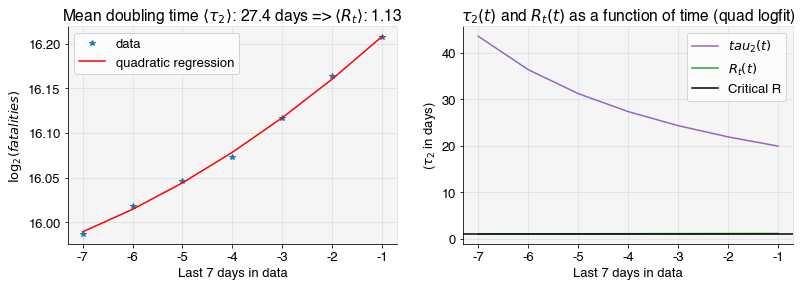 Mean doubling time ⟨τ₂⟩: 27.4 days => ⟨Rₜ⟩: 1.13
data
quadratic regression
log₂(fatalities)
16.20
16.15
16.10
16.05
16.00
-7 -6 -5 -4 -3 -2 -1
Last 7 days in data
τ₂(t) and Rₜ(t) as a function of time (quad logfit)
tau₂(t)
Rₜ(t)
Critical R
(τ₂ in days)
40
30
20
10
0
-7 -6 -5 -4 -3 -2 -1
Last 7 days in data